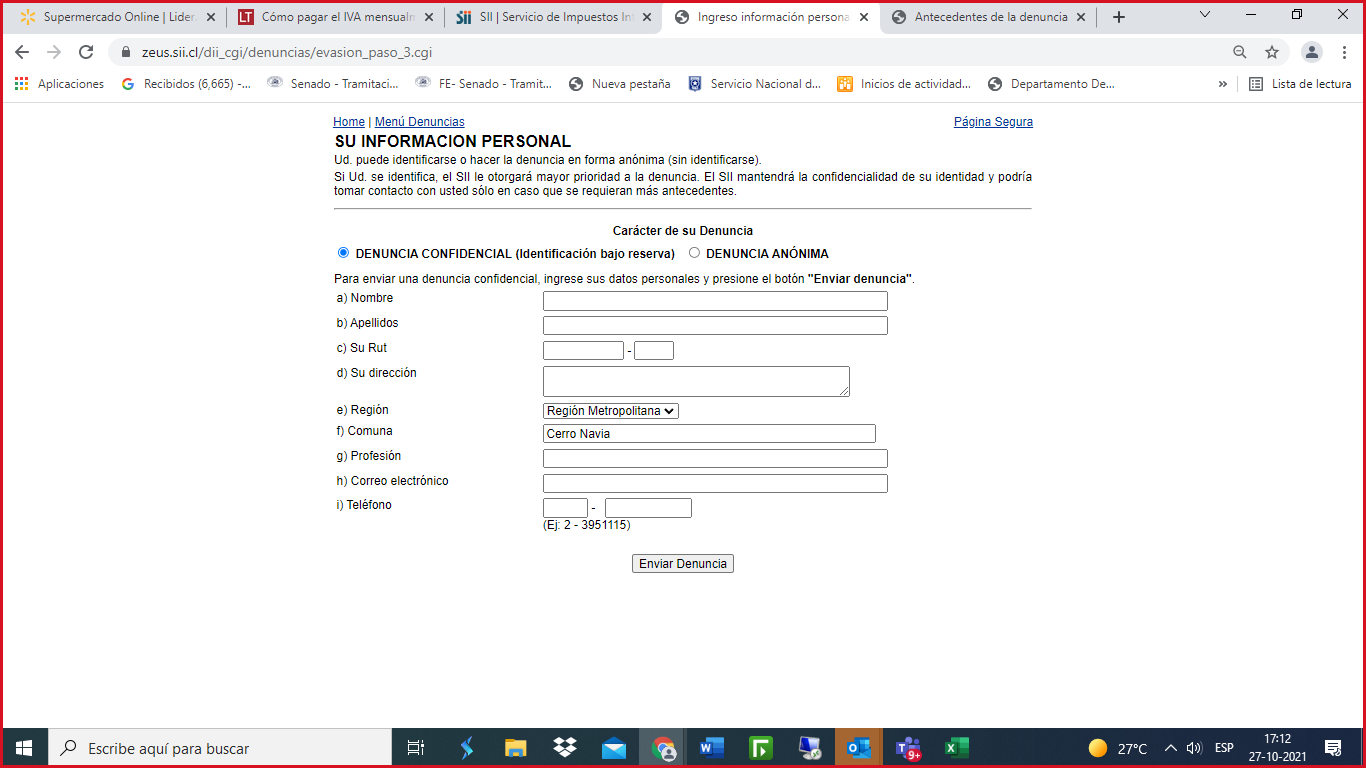 Supermercado Online | Lider.
LT Cómo pagar el IVA mensualm
sii SII | Servicio de Impuestos Int
Ingreso información persona
Antecedentes de la denuncia
zeus.sii.cl/dii_cgi/denuncias/evasion_paso_3.cgi
Aplicaciones
Recibidos (6,665) -...
Senado - Tramitaci...
FE- Senado - Tramit...
Nueva pestaña
Servicio Nacional d...
Inicios de actividad...
Departamento De...
»
Lista de lectura
Home | Menú Denuncias
Página Segura
SU INFORMACION PERSONAL
Ud. puede identificarse o hacer la denuncia en forma anónima (sin identificarse).
Si Ud. se identifica, el SII le otorgará mayor prioridad a la denuncia. El SII mantendrá la confidencialidad de su identidad y podría
tomar contacto con usted sólo en caso que se requieran más antecedentes.
Carácter de su Denuncia
DENUNCIA CONFIDENCIAL (Identificación bajo reserva) DENUNCIA ANÓNIMA
Para enviar una denuncia confidencial, ingrese sus datos personales y presione el botón "Enviar denuncia".
a) Nombre
b) Apellidos
c) Su Rut -
d) Su dirección
e) Región Región Metropolitana
f) Comuna Cerro Navia
g) Profesión
h) Correo electrónico
i) Teléfono -
(Ej: 2 - 3951115)
Enviar Denuncia
Escribe aquí para buscar
9+
27°C
ESP
17:12
27-10-2021